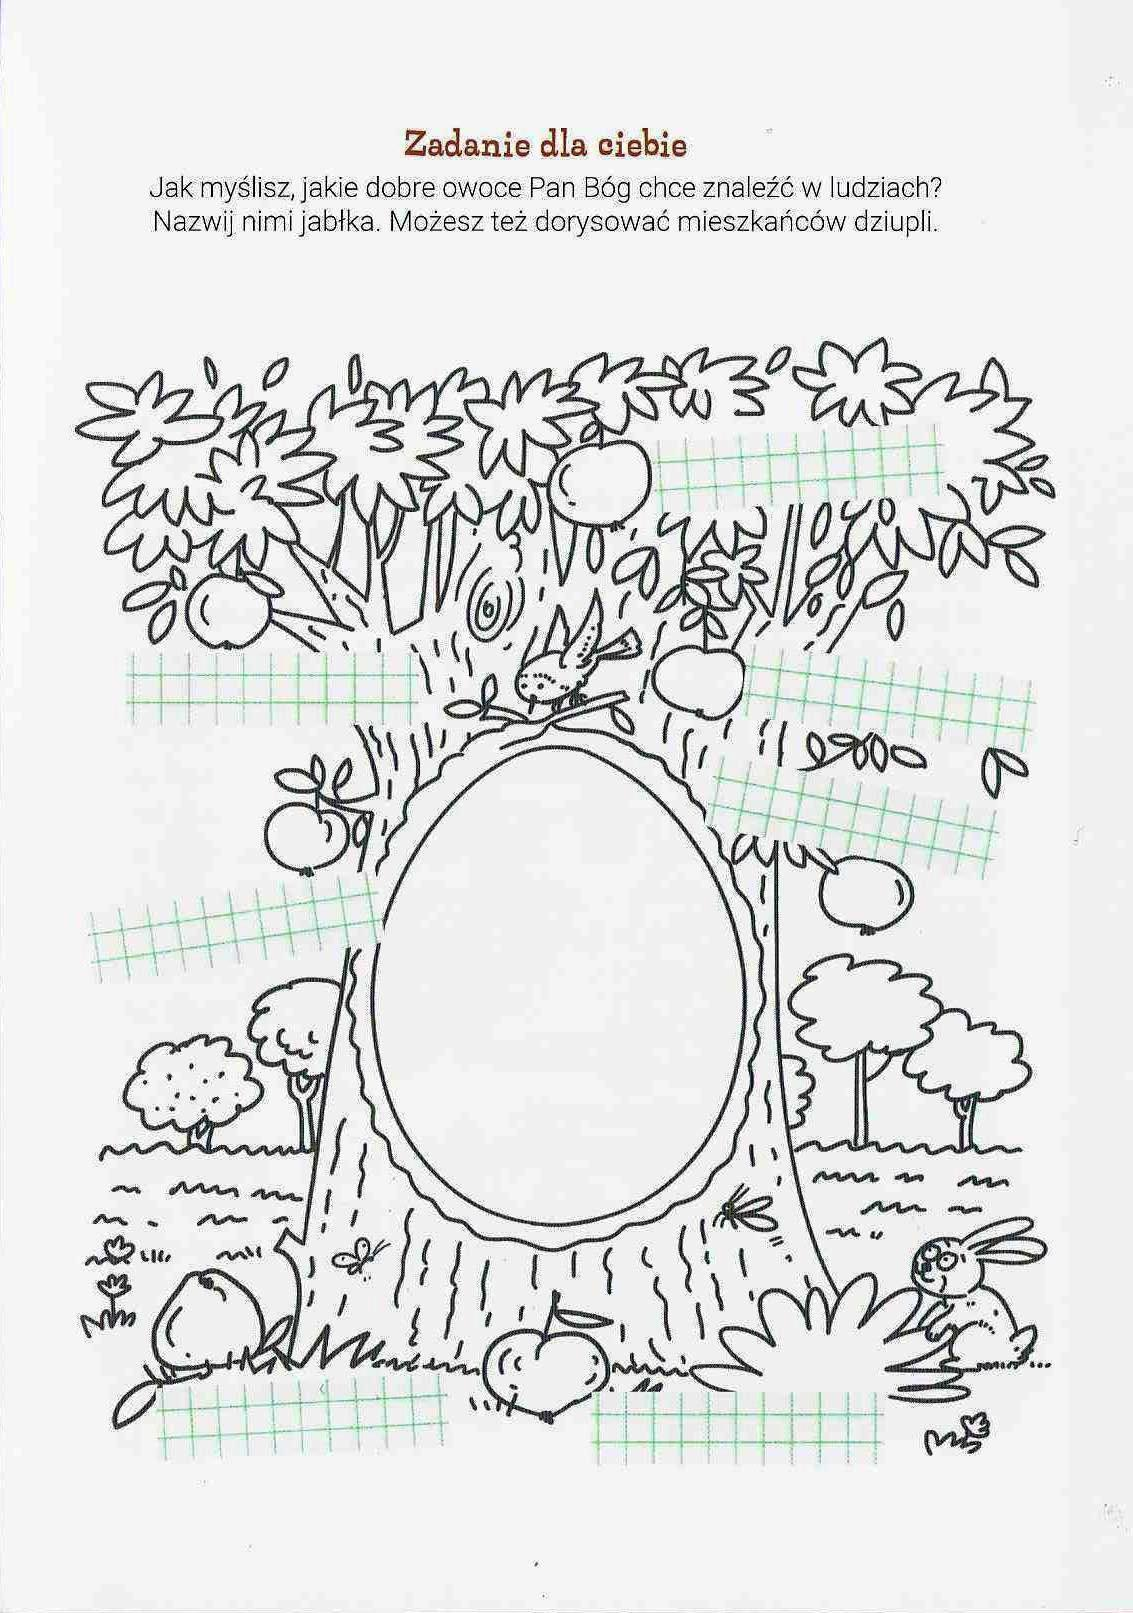 Zadanie dla ciebie
Jak myślisz, jakie dobre owoce Pan Bóg chce znaleźć w ludziach?
Nazwij nimi jabłka. Możesz też dorysować mieszkańców dziupli.